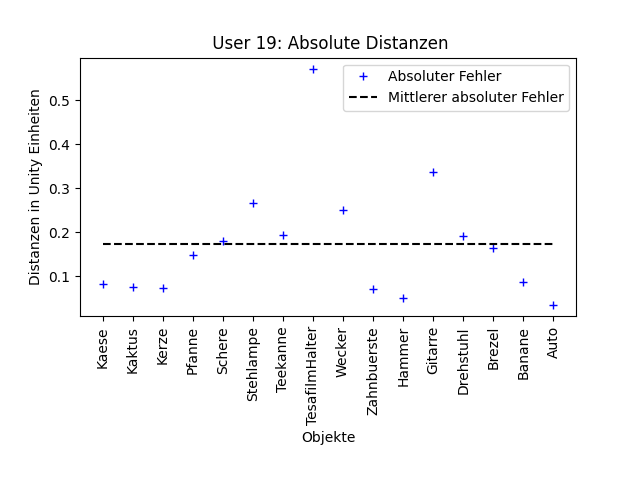 User 19: Absolute Distanzen
Absoluter Fehler
Mittlerer absoluter Fehler
Distanzen in Unity Einheiten
0.5
0.4
0.3
0.2
0.1
Kaese
Kaktus
Kerze
Pfanne
Schere
Stehlampe
Teekanne
TesafilmHalter
Wecker
Zahnbuerste
Hammer
Gitarre
Drehstuhl
Brezel
Banane
Auto
Objekte